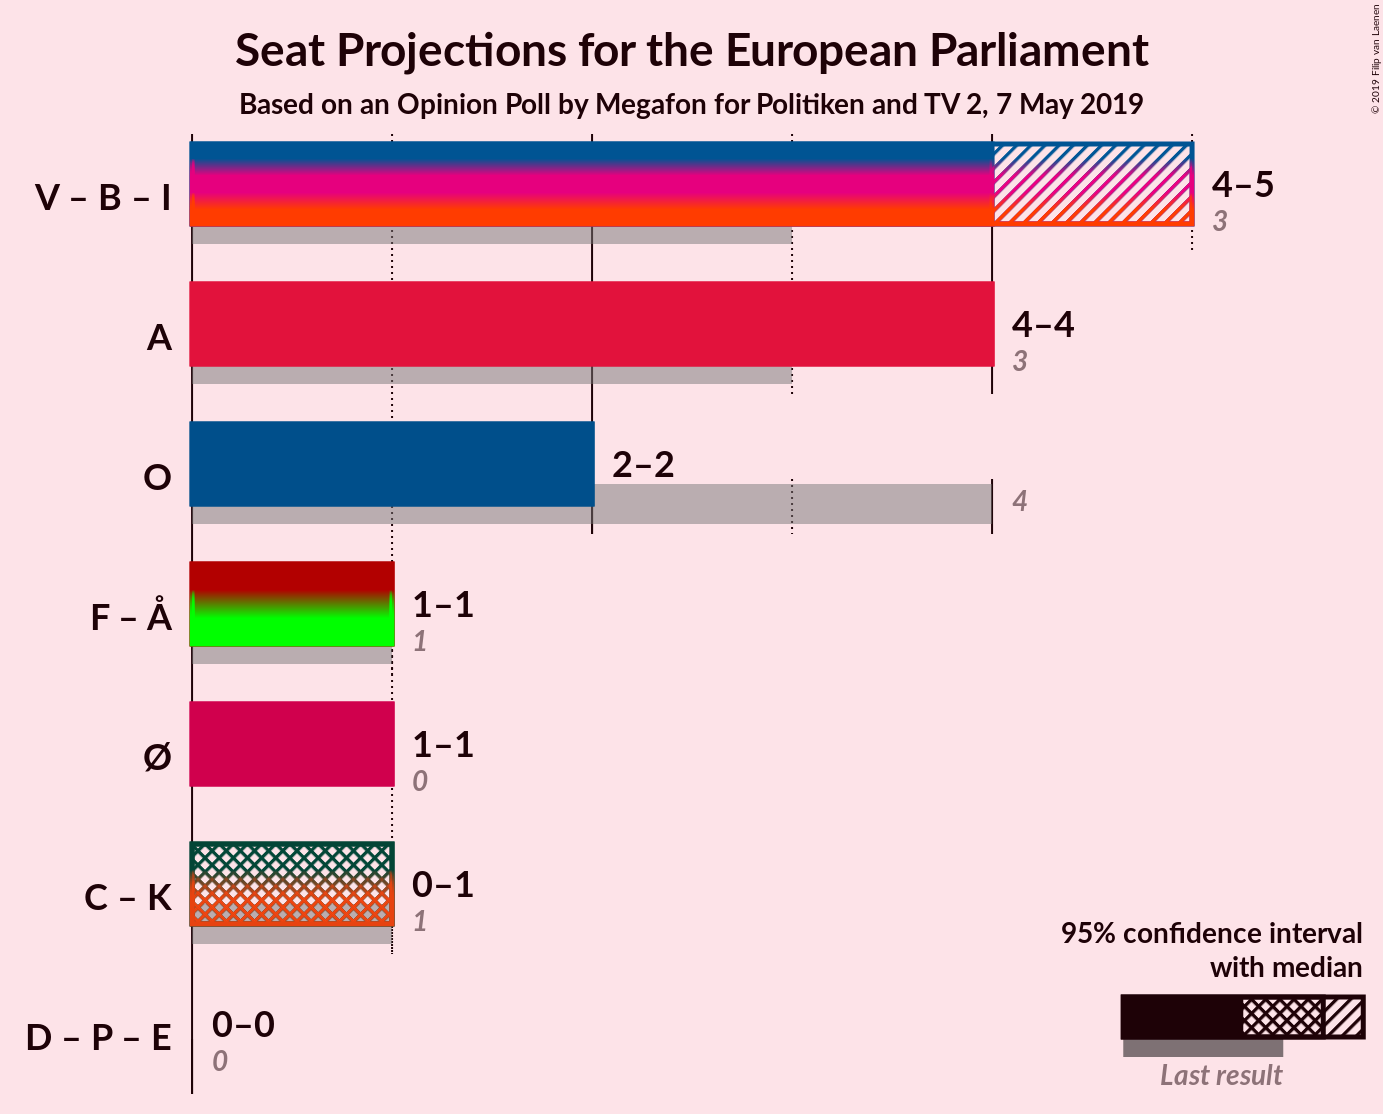 Seat Projections for the European Parliament
Based on an Opinion Poll by Megafon for Politiken and TV 2, 7 May 2019
© 2019 Filip van Laenen
V – B – I
4–5
3
A
4–4
3
O
2–2
4
F – Å
1–1
1
Ø
1–1
0
C – K
0–1
1
D – P – E
0–0
0
95% confidence interval
with median
Last result